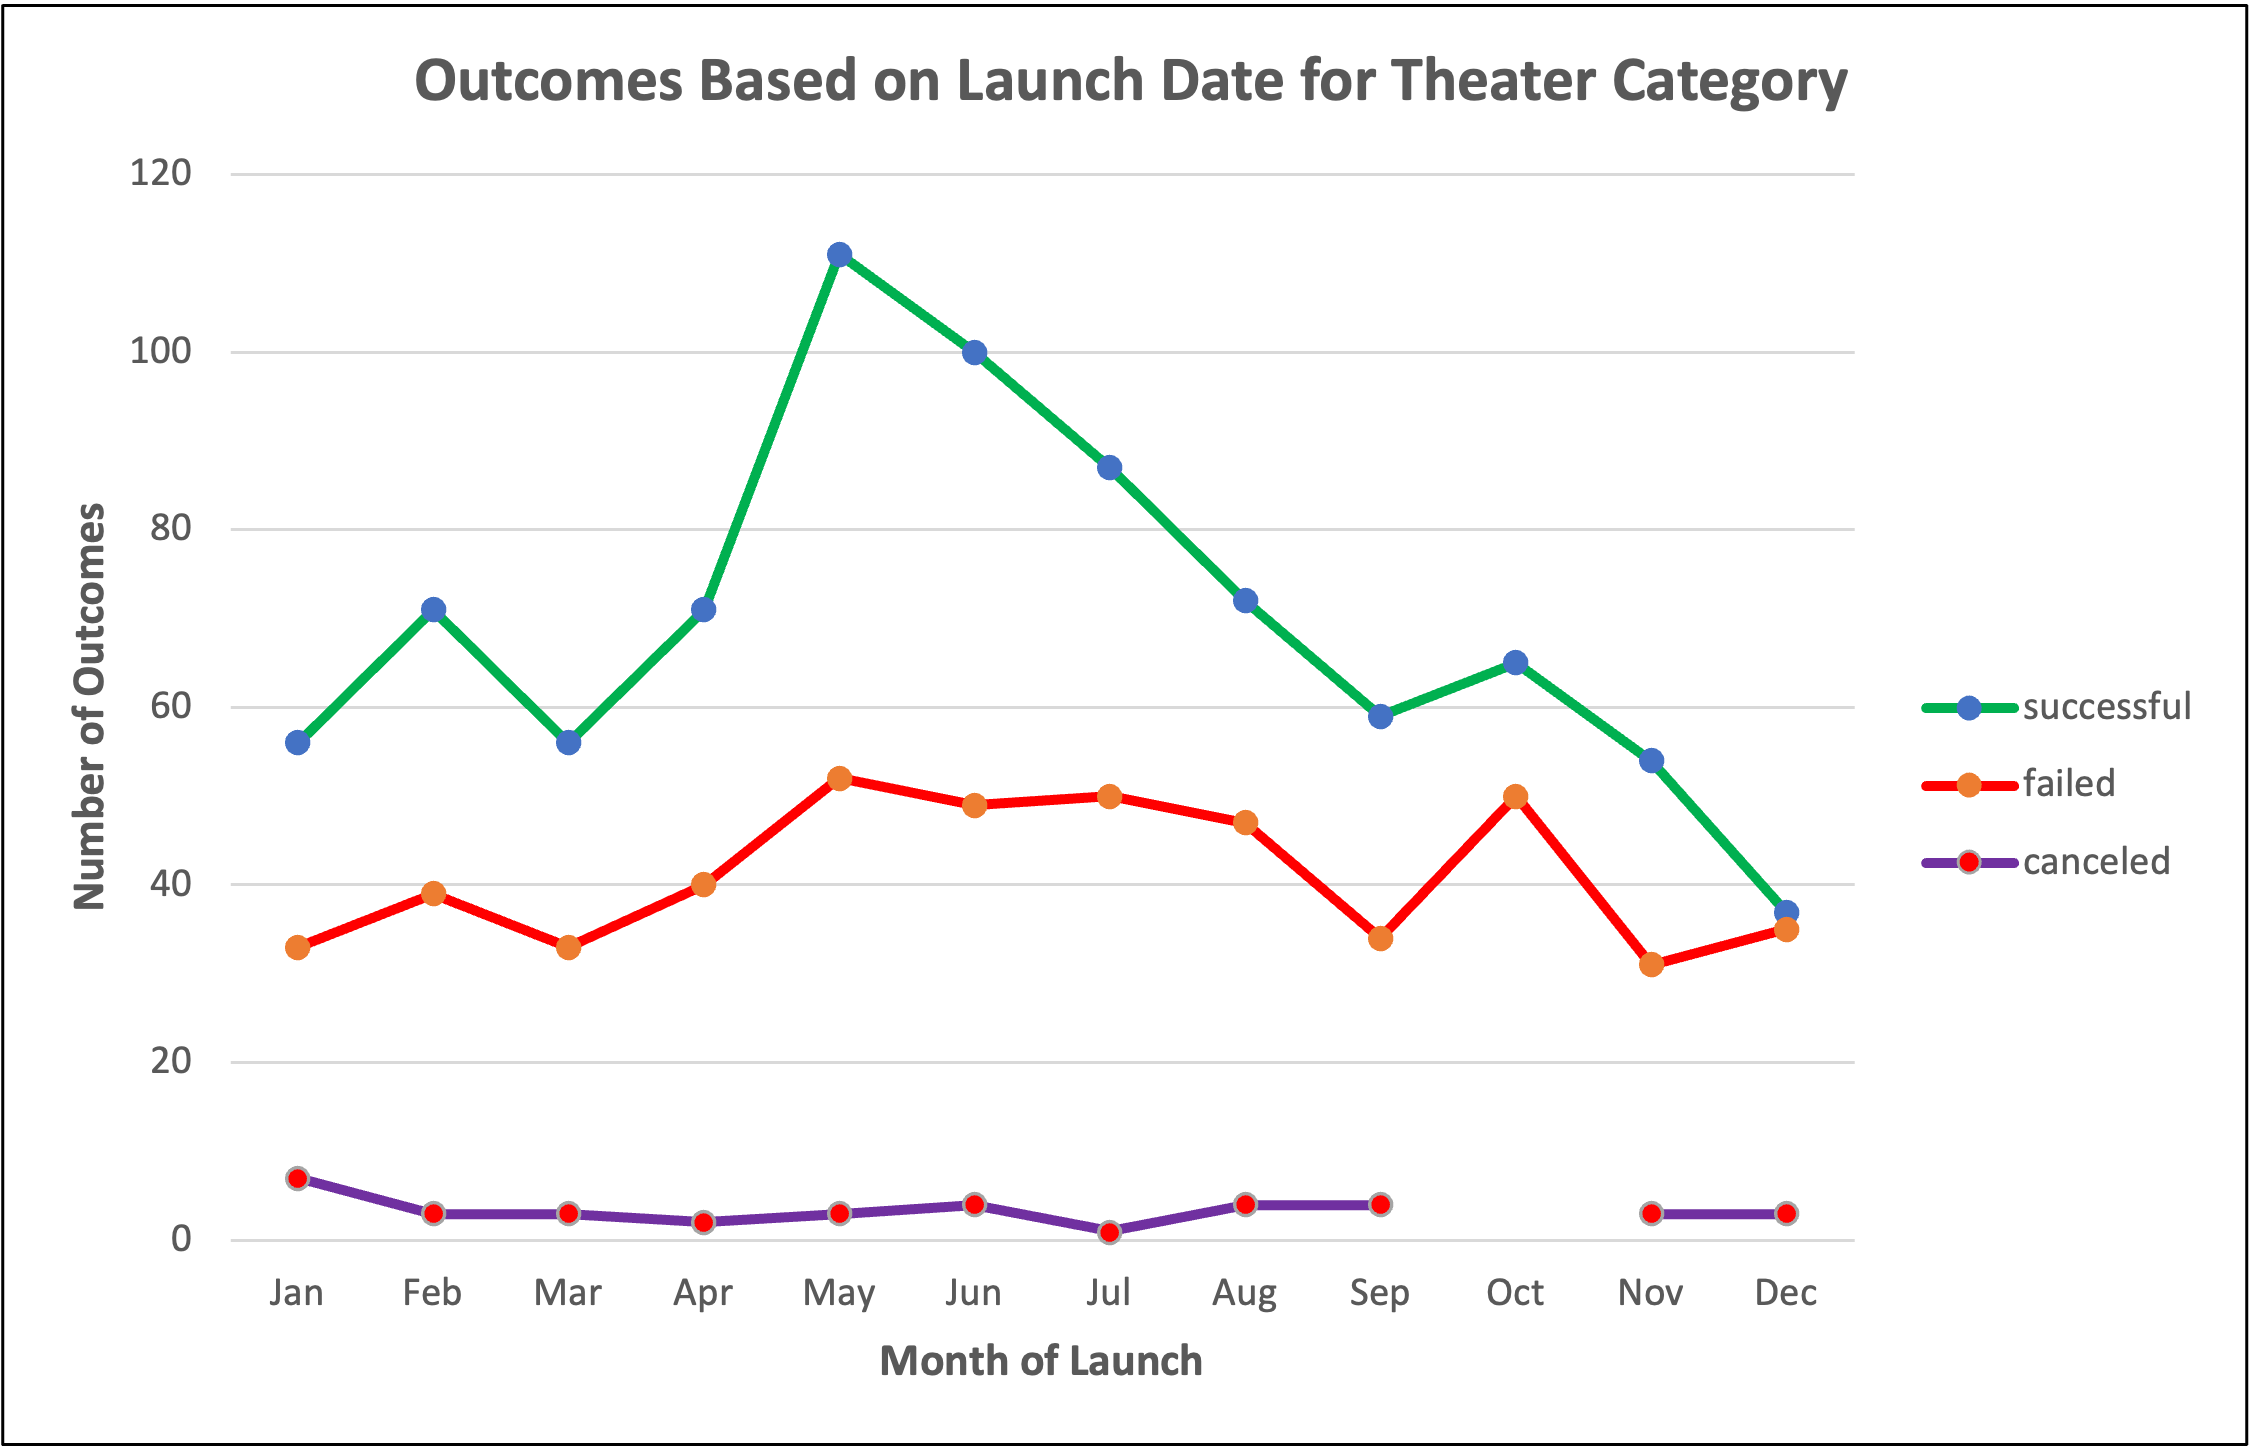 Outcomes Based on Launch Date for Theater Category
120
100
80
60
40
20
0
Number of Outcomes
Jan Feb Mar Apr May Jun Jul Aug Sep Oct Nov Dec
Month of Launch
successful
failed
canceled